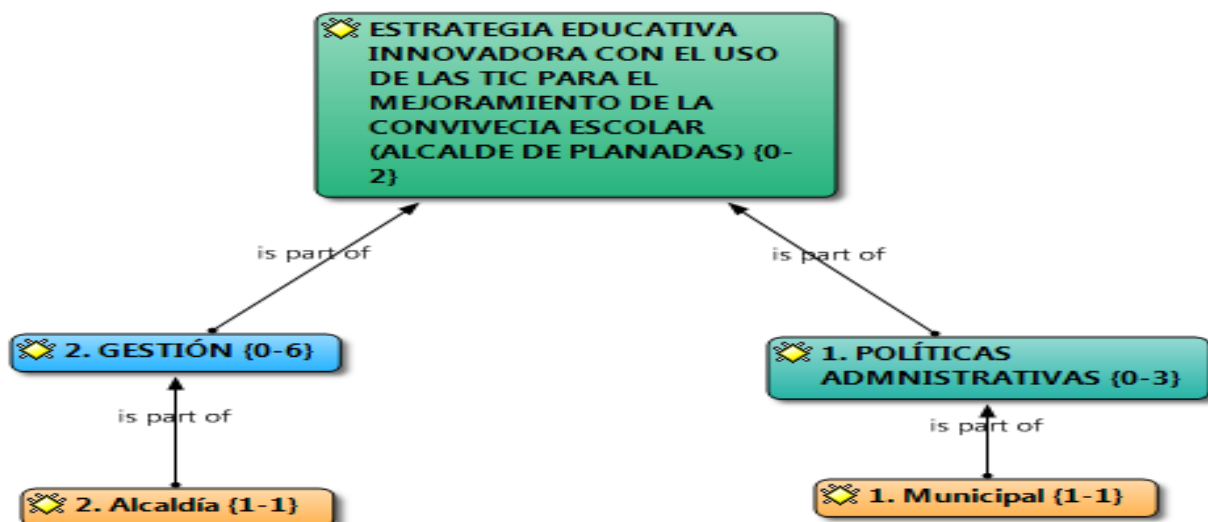 ESTRATEGIA EDUCATIVA
INNOVADORA CON EL USO
DE LAS TIC PARA EL
MEJORAMIENTO DE LA
CONVIVECIA ESCOLAR
(ALCALDE DE PLANADAS) {0-
2}
is part of
is part of
2. GESTIÓN {0-6}
1. POLÍTICAS
ADMNISTRATIVAS {0-3}
is part of
is part of
2. Alcaldía {1-1}
1. Municipal {1-1}